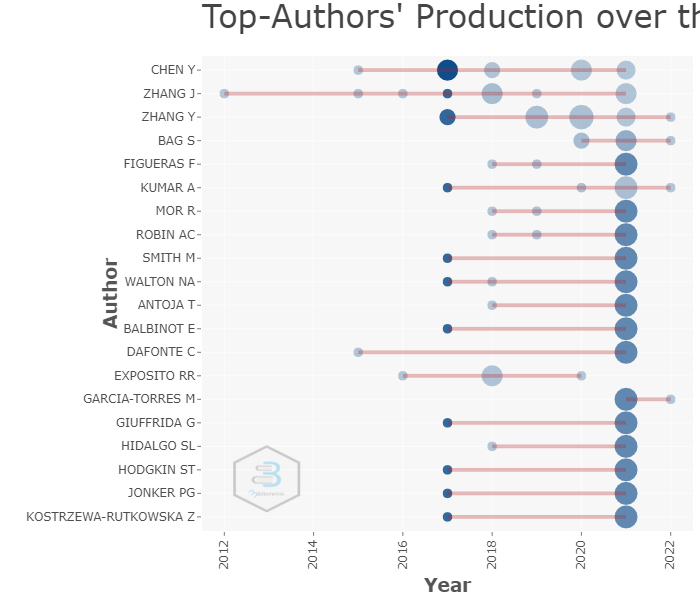 Top-Authors' Production over th
CHEN Y
ZHANG J
ZHANG Y
BAG S
FIGUERAS F
KUMAR A
MOR R
ROBIN AC
SMITH M
WALTON NA
ANTOJA T
BALBINOT E
DAFONTE C
EXPOSITO RR
GARCIA-TORRES M
GIUFFRIDA G
HIDALGO SL
HODGKIN ST
JONKER PG
KOSTRZEWA-RUTKOWSKA Z
Author
2012
2014
2016
2018
2020
2022
Year